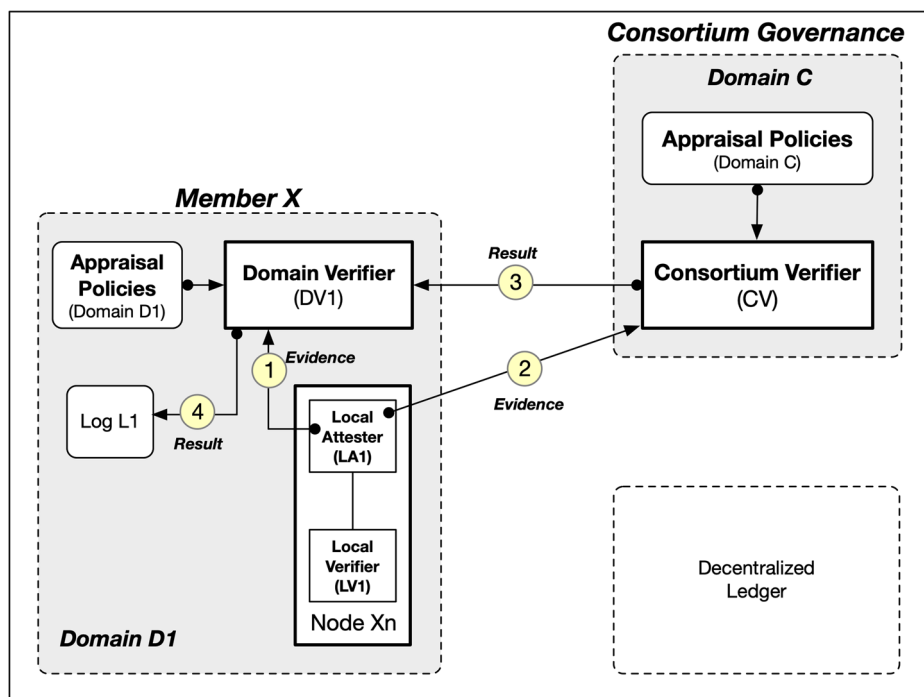 Consortium Governance
Domain C
Appraisal Policies
(Domain C)
Member X
Appraisal
Policies
(Domain D1)
Domain Verifier
(DV1)
Result
3
Consortium Verifier
(CV)
1
Evidence
2
Evidence
Log L1
4
Result
Local
Attester
(LA1)
Local
Verifier
(LV1)
Node Xn
Domain D1
Decentralized
Ledger